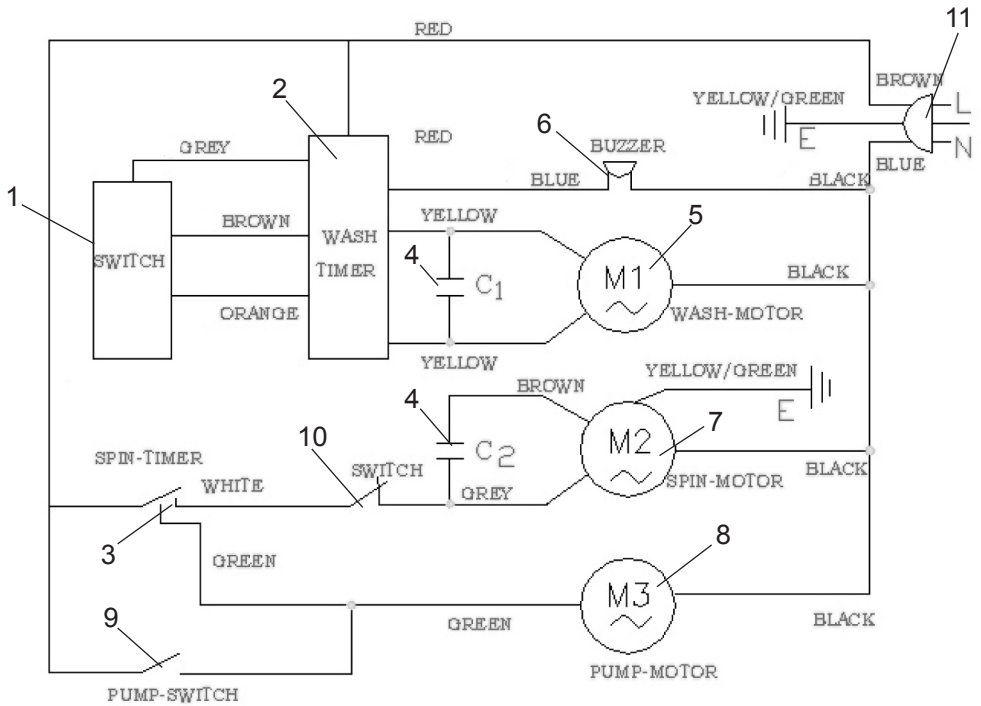 RED
11
BROWN
YELLOW/GREEN
L
2
6
RED
E
N
BUZZER
BLUE
GREY
1
BLUE
BLACK
YELLOW
5
BROWN
WASH
4
SWITCH
TIMER
C1
M1
BLACK
ORANGE
WASH-MOTOR
YELLOW
YELLOW/GREEN
BROWN
4
E
10
M2
7
C2
SPIN-TIMER
SWITCH
BLACK
WHITE
GREY
SPIN-MOTOR
3
8
GREEN
M3
9
GREEN
BLACK
PUMP-MOTOR
PUMP-SWITCH